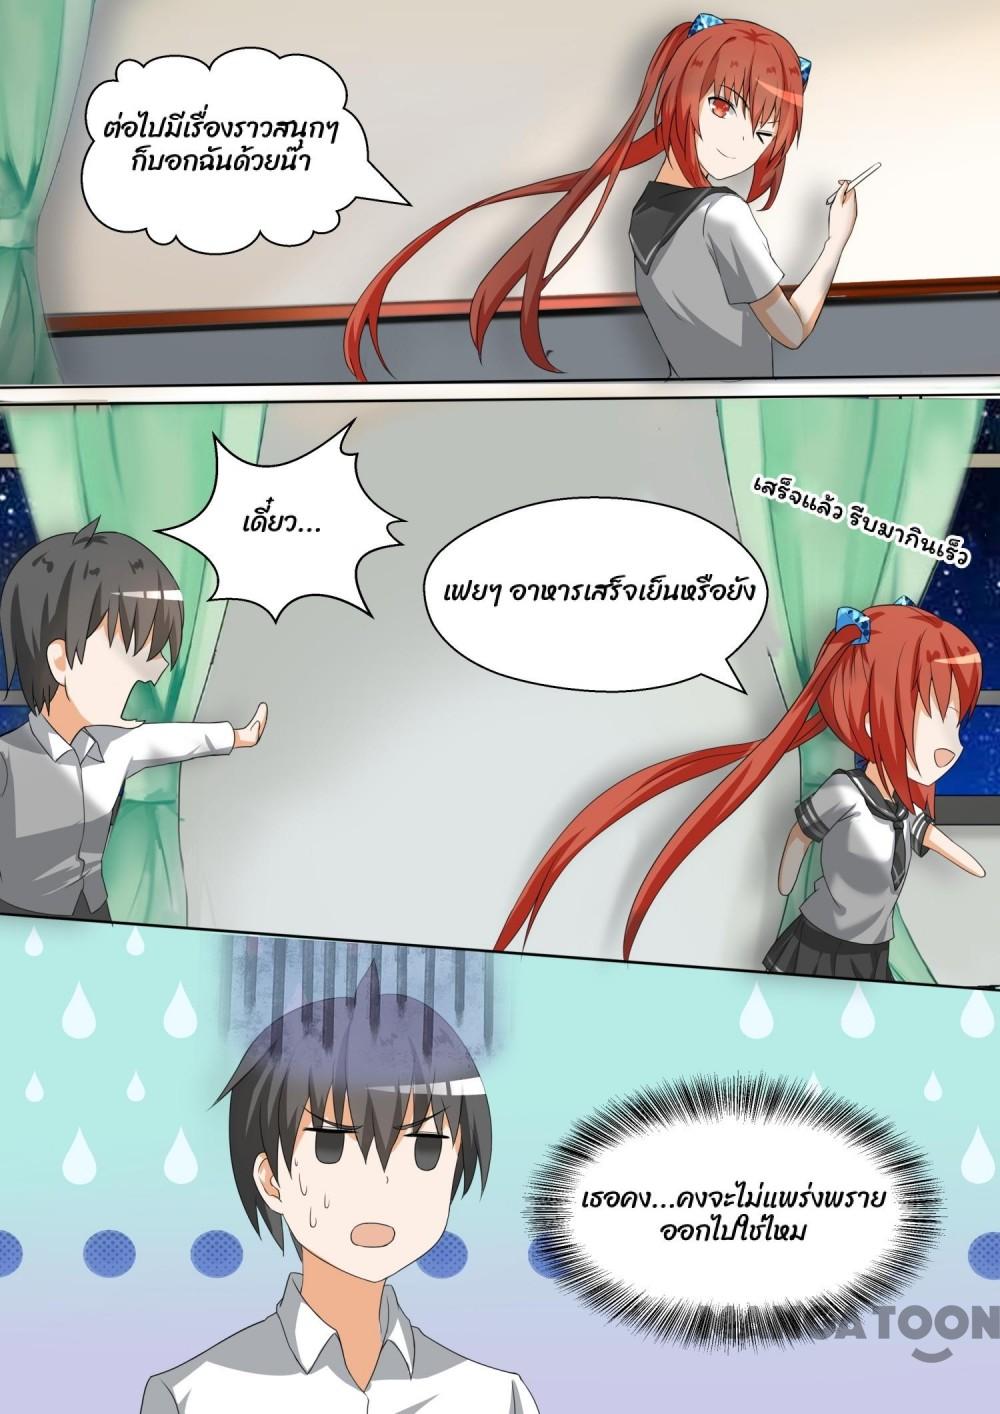 ต่อไปมีเรื่องราวสนุกๆ
ก็บอกฉันด้วยน๊า
เดี๋ยว...
เฟยๆ อาหารเสร็จเย็นหรือยัง
เสร็จแล้ว รีบมากินเร็ว
เธอคง...คงจะไม่แพร่งพราย
ออกไปใช่ไหม
MANGATOON